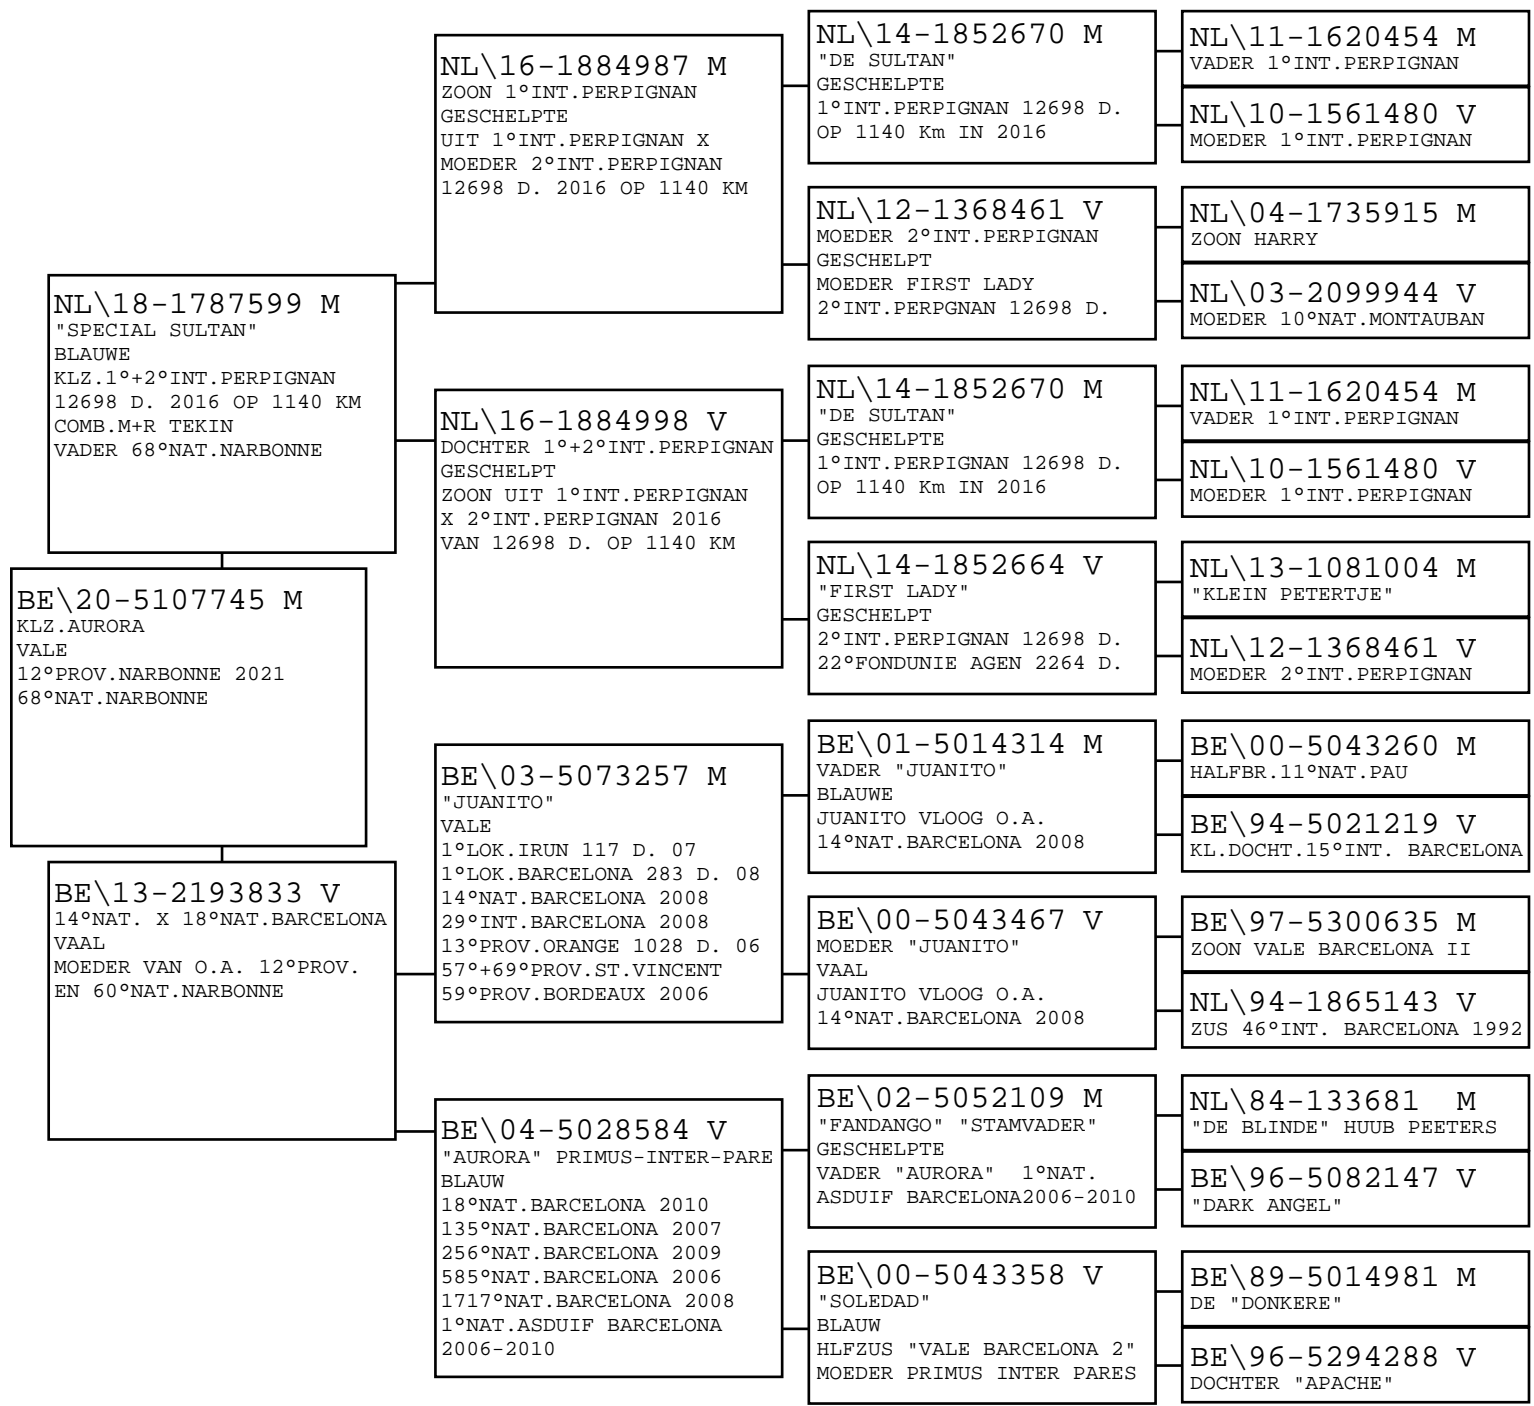 BE\20-5107745 M
KLZ.AURORA
VALE
12°PROV.NARBONNE 2021
68°NAT.NARBONNE
NL\18-1787599 M
"SPECIAL SULTAN"
BLAUWE
KLZ.1°+2°INT.PERPIGNAN
12698 D. 2016 OP 1140 KM
COMB.M+R TEKIN
VADER 68°NAT.NARBONNE
BE\13-2193833 V
14°NAT. X 18°NAT.BARCELONA
VAAL
MOEDER VAN O.A. 12°PROV.
EN 60°NAT.NARBONNE
NL\16-1884987 M
ZOON 1°INT.PERPIGNAN
GESCHELPTE
UIT 1°INT.PERPIGNAN X
MOEDER 2°INT.PERPIGNAN
12698 D. 2016 OP 1140 KM
NL\16-1884998 V
DOCHTER 1°+2°INT.PERPIGNAN
GESCHELPT
ZOON UIT 1°INT.PERPIGNAN
X 2°INT.PERPIGNAN 2016
VAN 12698 D. OP 1140 KM
BE\03-5073257 M
"JUANITO"
VALE
1°LOK.IRUN 117 D. 07
1°LOK.BARCELONA 283 D. 08
14°NAT.BARCELONA 2008
29°INT.BARCELONA 2008
13°PROV.ORANGE 1028 D. 06
57°+69°PROV.ST.VINCENT
59°PROV.BORDEAUX 2006
BE\04-5028584 V
"AURORA" PRIMUS-INTER-PARE
BLAUW
18°NAT.BARCELONA 2010
135°NAT.BARCELONA 2007
256°NAT.BARCELONA 2009
585°NAT.BARCELONA 2006
1717°NAT.BARCELONA 2008
1°NAT.ASDUIF BARCELONA
2006-2010
NL\14-1852670 M
"DE SULTAN"
GESCHELPTE
1°INT.PERPIGNAN 12698 D.
OP 1140 Km IN 2016
NL\12-1368461 V
MOEDER 2°INT.PERPIGNAN
GESCHELPT
MOEDER FIRST LADY
2°INT.PERPGNAN 12698 D.
NL\14-1852670 M
"DE SULTAN"
GESCHELPTE
1°INT.PERPIGNAN 12698 D.
OP 1140 Km IN 2016
NL\14-1852664 V
"FIRST LADY"
GESCHELPT
2°INT.PERPIGNAN 12698 D.
22°FONDUNIE AGEN 2264 D.
BE\01-5014314 M
VADER "JUANITO"
BLAUWE
JUANITO VLOOG O.A.
14°NAT.BARCELONA 2008
BE\00-5043467 V
MOEDER "JUANITO"
VAAL
JUANITO VLOOG O.A.
14°NAT.BARCELONA 2008
BE\02-5052109 M
"FANDANGO" "STAMVADER"
GESCHELPTE
VADER "AURORA"  1°NAT.
ASDUIF BARCELONA2006-2010
BE\00-5043358 V
"SOLEDAD"
BLAUW
HLFZUS "VALE BARCELONA 2"
MOEDER PRIMUS INTER PARES
NL\11-1620454 M
VADER 1°INT.PERPIGNAN
NL\10-1561480 V
MOEDER 1°INT.PERPIGNAN
NL\04-1735915 M
ZOON HARRY
NL\03-2099944 V
MOEDER 10°NAT.MONTAUBAN
NL\11-1620454 M
VADER 1°INT.PERPIGNAN
NL\10-1561480 V
MOEDER 1°INT.PERPIGNAN
NL\13-1081004 M
"KLEIN PETERTJE"
NL\12-1368461 V
MOEDER 2°INT.PERPIGNAN
BE\00-5043260 M
HALFBR.11°NAT.PAU
BE\94-5021219 V
KL.DOCHT.15°INT. BARCELONA
BE\97-5300635 M
ZOON VALE BARCELONA II
NL\94-1865143 V
ZUS 46°INT. BARCELONA 1992
NL\84-133681  M
"DE BLINDE" HUUB PEETERS
BE\96-5082147 V
"DARK ANGEL"
BE\89-5014981 M
DE "DONKERE"
BE\96-5294288 V
DOCHTER "APACHE"